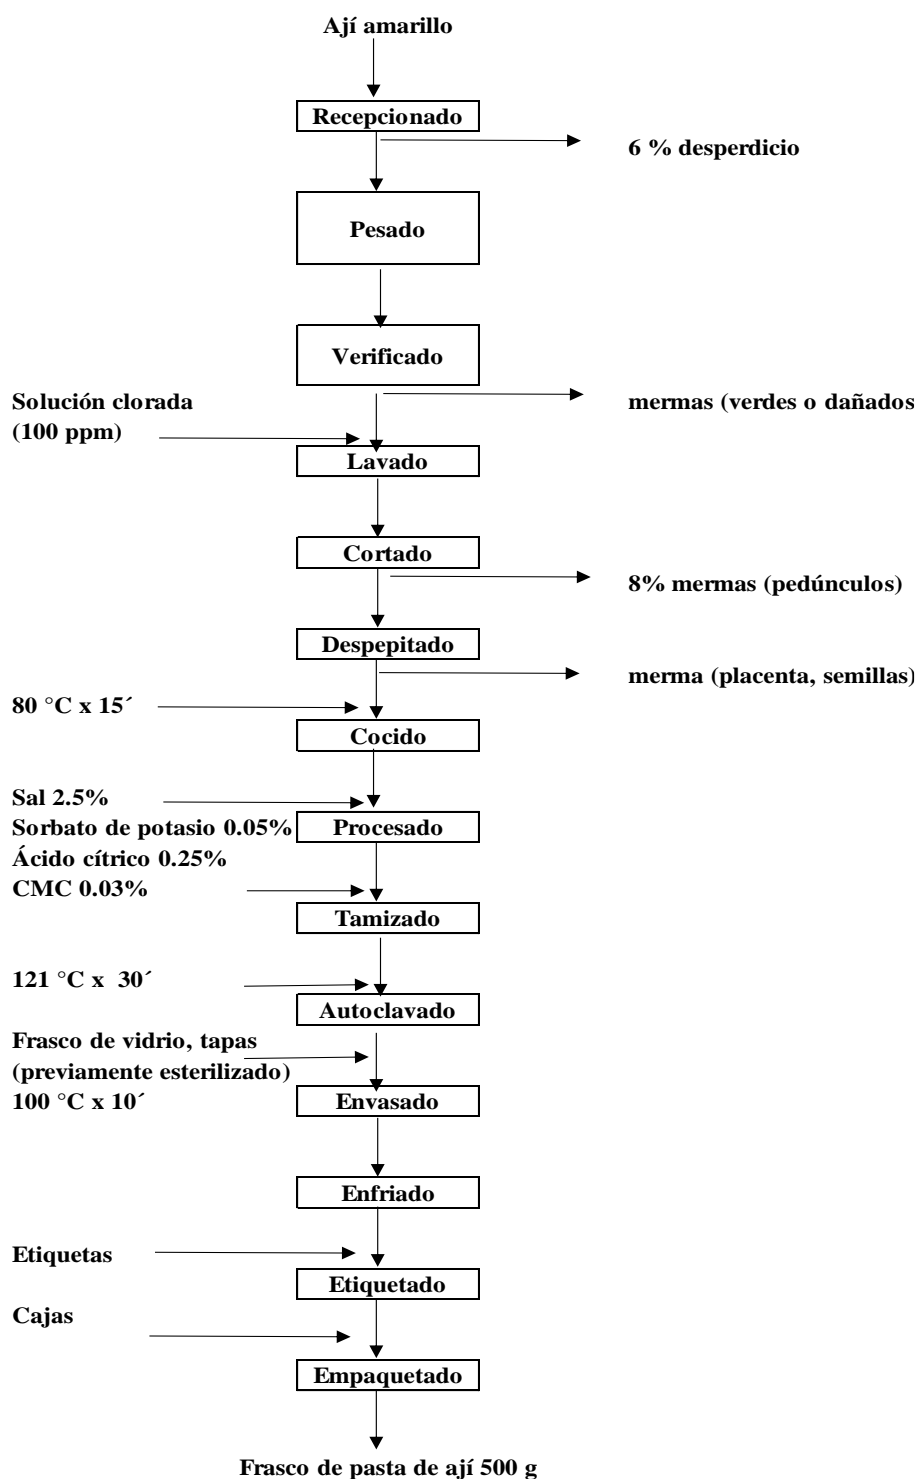 Ají amarillo
Recepcionado
6 % desperdicio
Pesado
Verificado
Solución clorada
(100 ppm)
mermas (verdes o dañados
Lavado
Cortado
8% mermas (pedúnculos)
Despepitado
merma (placenta, semillas)
80 °C x 15´
Cocido
Sal 2.5%
Sorbato de potasio 0.05%
Procesado
Ácido cítrico 0.25%
CMC 0.03%
Tamizado
121 °C x  30´
Autoclavado
Frasco de vidrio, tapas
(previamente esterilizado)
100 °C x 10´
Envasado
Enfriado
Etiquetas
Etiquetado
Cajas
Empaquetado
Frasco de pasta de ají 500 g